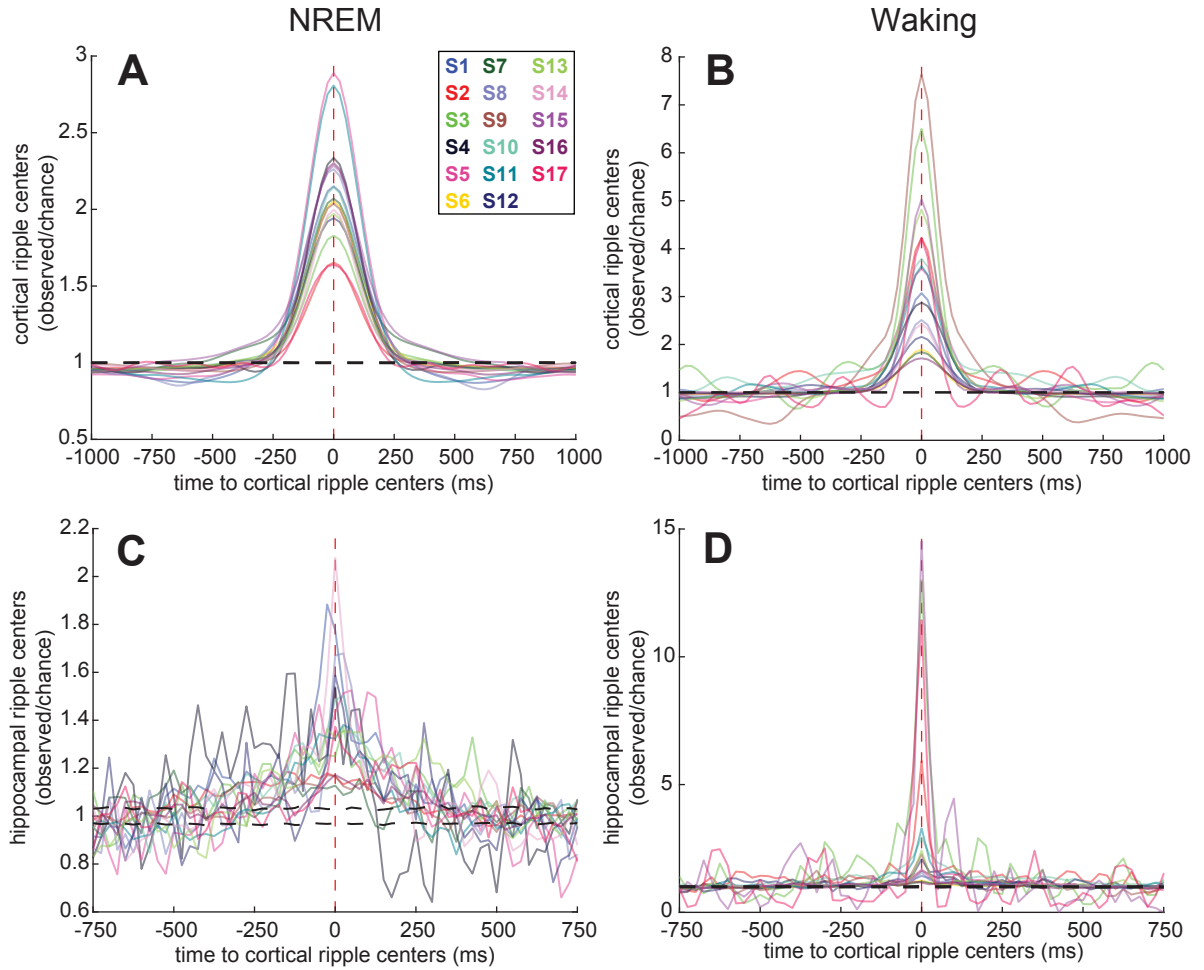 NREM
Waking
A
3
2.5
2
1.5
1
0.5
cortical ripple centers
(observed/chance)
-1000 -750 -500 -250 0 250 500 750 1000
time to cortical ripple centers (ms)
S1 S7 S13
S2 S8 S14
S3 S9 S15
S4 S10 S16
S5 S11 S17
S6 S12
B
8
7
6
5
4
3
2
1
0
cortical ripple centers
(observed/chance)
-1000 -750 -500 -250 0 250 500 750 1000
time to cortical ripple centers (ms)
C
2.2
2
1.8
1.6
1.4
1.2
1
0.8
0.6
hippocampal ripple centers
(observed/chance)
-750 -500 -250 0 250 500 750
time to cortical ripple centers (ms)
D
15
10
5
0
hippocampal ripple centers
(observed/chance)
-750 -500 -250 0 250 500 750
time to cortical ripple centers (ms)